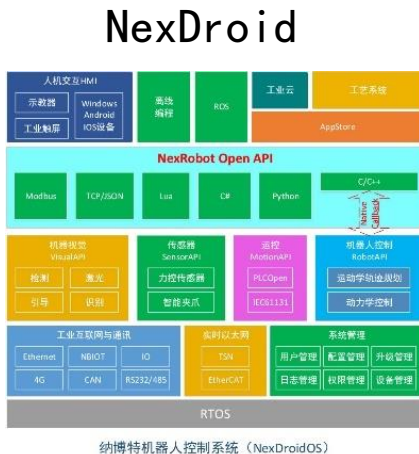 NexDroid
人机交互HMI
示教器
Windows
Android
IOS设备
工业触屏
离线
编程
ROS
工业云
工艺系统
AppStore
NexRobot Open API
Modbus
TCP/JSON
Lua
C#
Python
C/C++
Native
Callback
机器视觉
VisualAPI
检测
激光
引导
识别
传感器
SensorAPI
力控传感器
智能夹爪
运控
MotionAPI
PLCOpen
IEC61131
机器人控制
RobotAPI
运动学轨迹规划
动力学控制
工业互联网与通讯
Ethernet
NBIOT
IO
4G
CAN
RS232/485
实时以太网
TSN
EtherCAT
系统管理
用户管理
配置管理
升级管理
日志管理
权限管理
设备管理
RTOS
纳博特机器人控制系统（NexDroidOS）